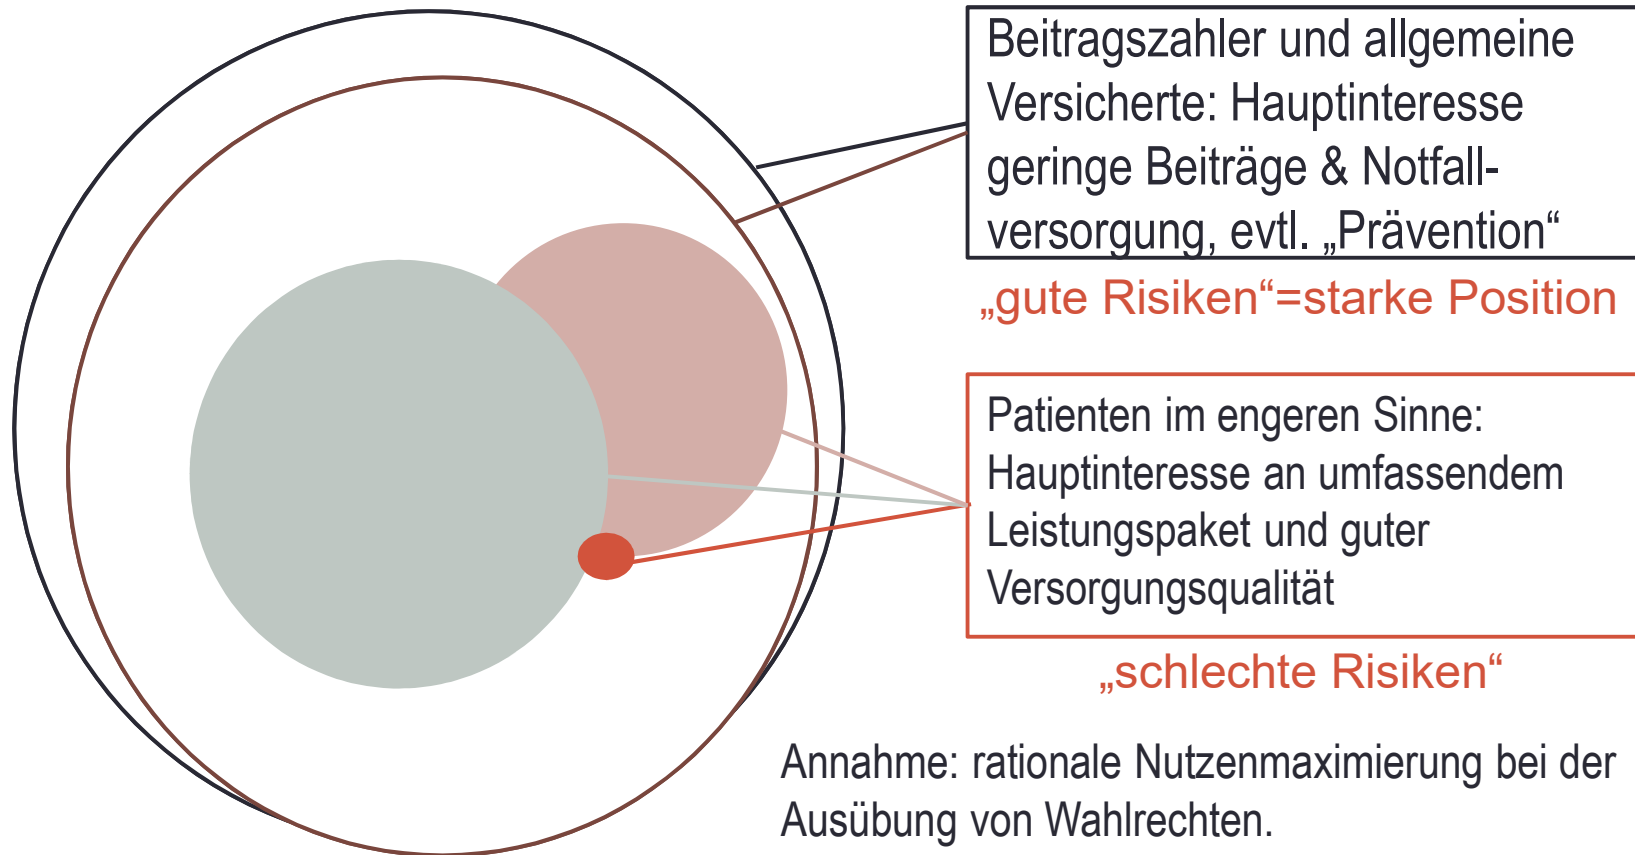 Beitragszahler und allgemeine
Versicherte: Hauptinteresse
geringe Beiträge & Notfall-
versorgung, evtl. „Prävention“
„gute Risiken“=starke Position
Patienten im engeren Sinne:
Hauptinteresse an umfassendem
Leistungspaket und guter
Versorgungsqualität
„schlechte Risiken“
Annahme: rationale Nutzenmaximierung bei der
Ausübung von Wahlrechten.